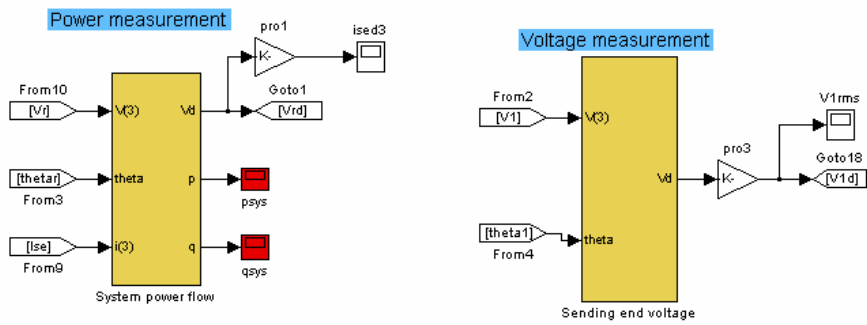 Power measurement
pro1
ised3
K-
From10
[Vr]
V(3)
Vd
Goto1
[Vrd]
[thetar]
From3
theta
p
psys
[Ise]
From9
i(3)
q
qsys
System power flow
Voltage measurement
From2
[V1]
V(3)
V1rms
pro3
K-
Goto18
[V1d]
Vd
[theta1]
From4
theta
Sending end voltage